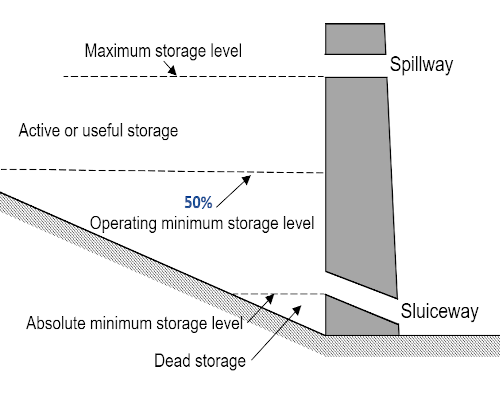 Maximum storage level
Spillway
Active or useful storage
50%
Operating minimum storage level
Sluiceway
Absolute minimum storage level
Dead storage